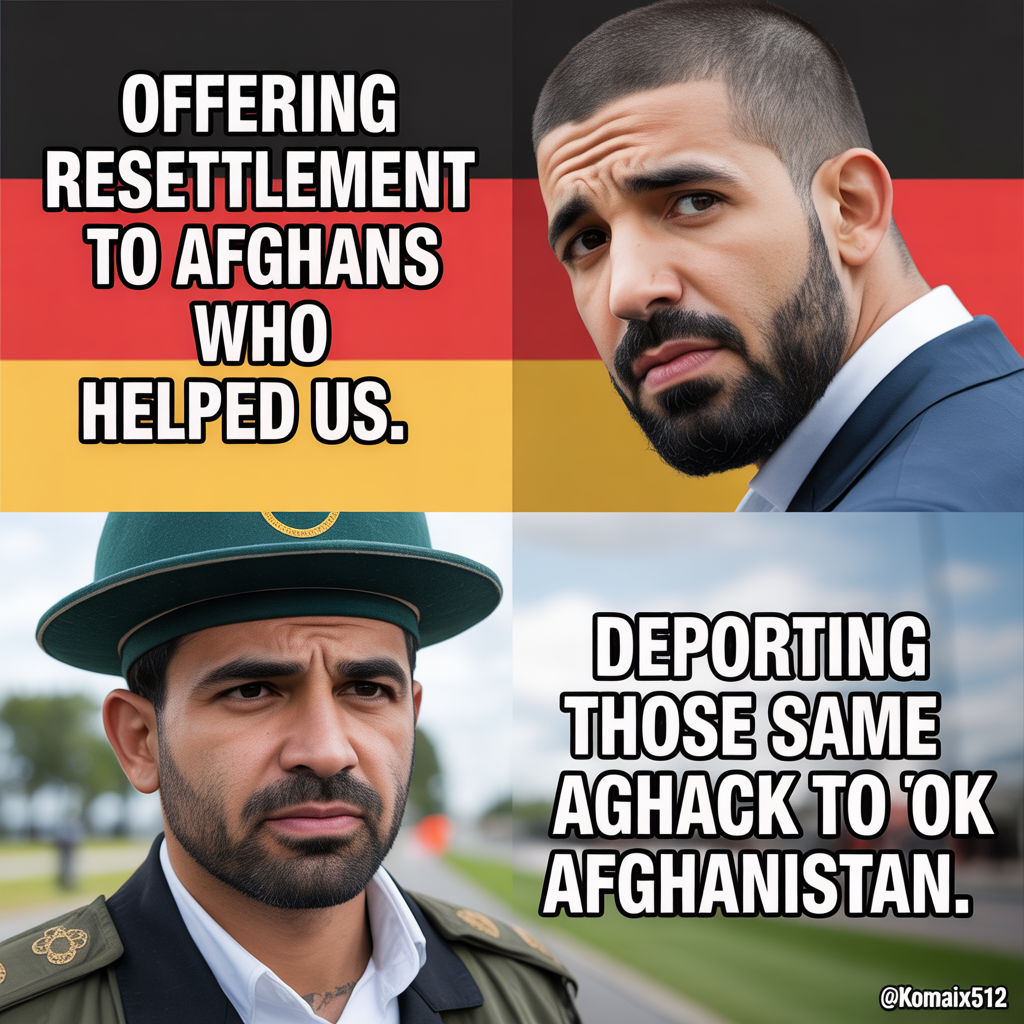 OFFERING
RESETTLEMENT
TO AFGHANS
WHO
HELPED US.
DEPORTING
THOSE SAME
AGHACK TO 'OK
AFGHANISTAN.
@Komaix512